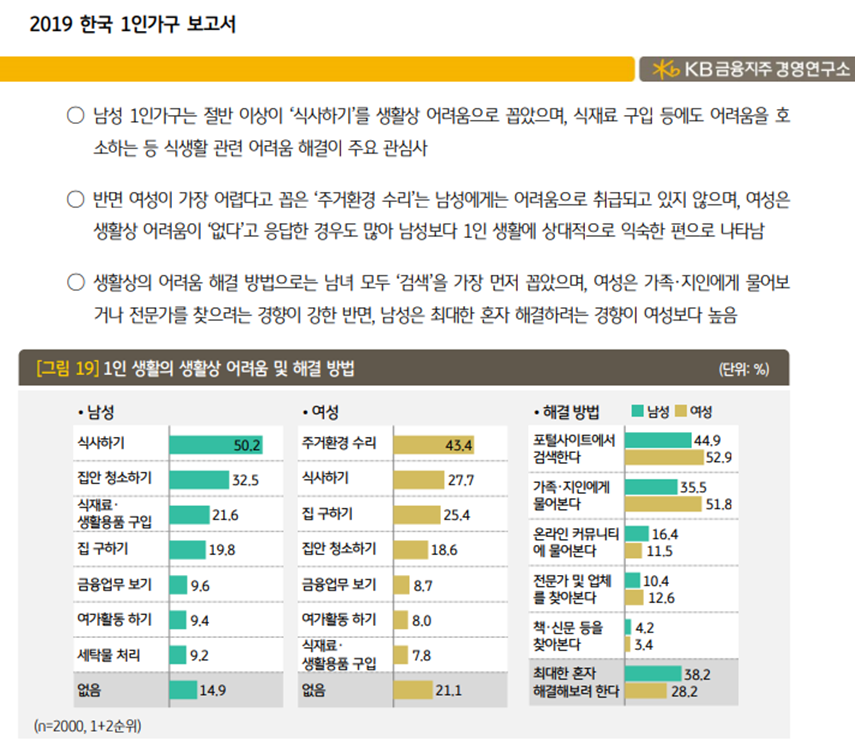 2019 한국 1인가구 보고서
KB금융지주 경영연구소
○ 남성 1인가구는 절반 이상이 ‘식사하기’를 생활상 어려움으로 꼽았으며, 식재료 구입 등에도 어려움을 호
소하는 등 식생활 관련 어려움 해결이 주요 관심사
○ 반면 여성이 가장 어렵다고 꼽은 ‘주거환경 수리’는 남성에게는 어려움으로 취급되고 있지 않으며, 여성은
생활상 어려움이 ‘없다’고 응답한 경우도 많아 남성보다 1인 생활에 상대적으로 익숙한 편으로 나타남
○ 생활상의 어려움 해결 방법으로는 남녀 모두 ‘검색’을 가장 먼저 꼽았으며, 여성은 가족·지인에게 물어보
거나 전문가를 찾으려는 경향이 강한 반면, 남성은 최대한 혼자 해결하려는 경향이 여성보다 높음
[그림 19] 1인 생활의 생활상 어려움 및 해결 방법 (단위: %)
• 남성
식사하기 50.2
집안 청소하기 32.5
식재료·
생활용품 구입 21.6
집 구하기 19.8
금융업무 보기 9.6
여가활동 하기 9.4
세탁물 처리 9.2
없음 14.9
• 여성
주거환경 수리 43.4
식사하기 27.7
집 구하기 25.4
집안 청소하기 18.6
금융업무 보기 8.7
여가활동 하기 8.0
식재료·
생활용품 구입 7.8
없음 21.1
• 해결 방법 남성 여성
포털사이트에서 44.9
검색한다 52.9
가족·지인에게 35.5
물어본다 51.8
온라인 커뮤니티 16.4
에 물어본다 11.5
전문가 및 업체 10.4
를 찾아본다 12.6
책·신문 등을 4.2
찾아본다 3.4
최대한 혼자 38.2
해결해보려 한다 28.2
(n=2000, 1+2순위)